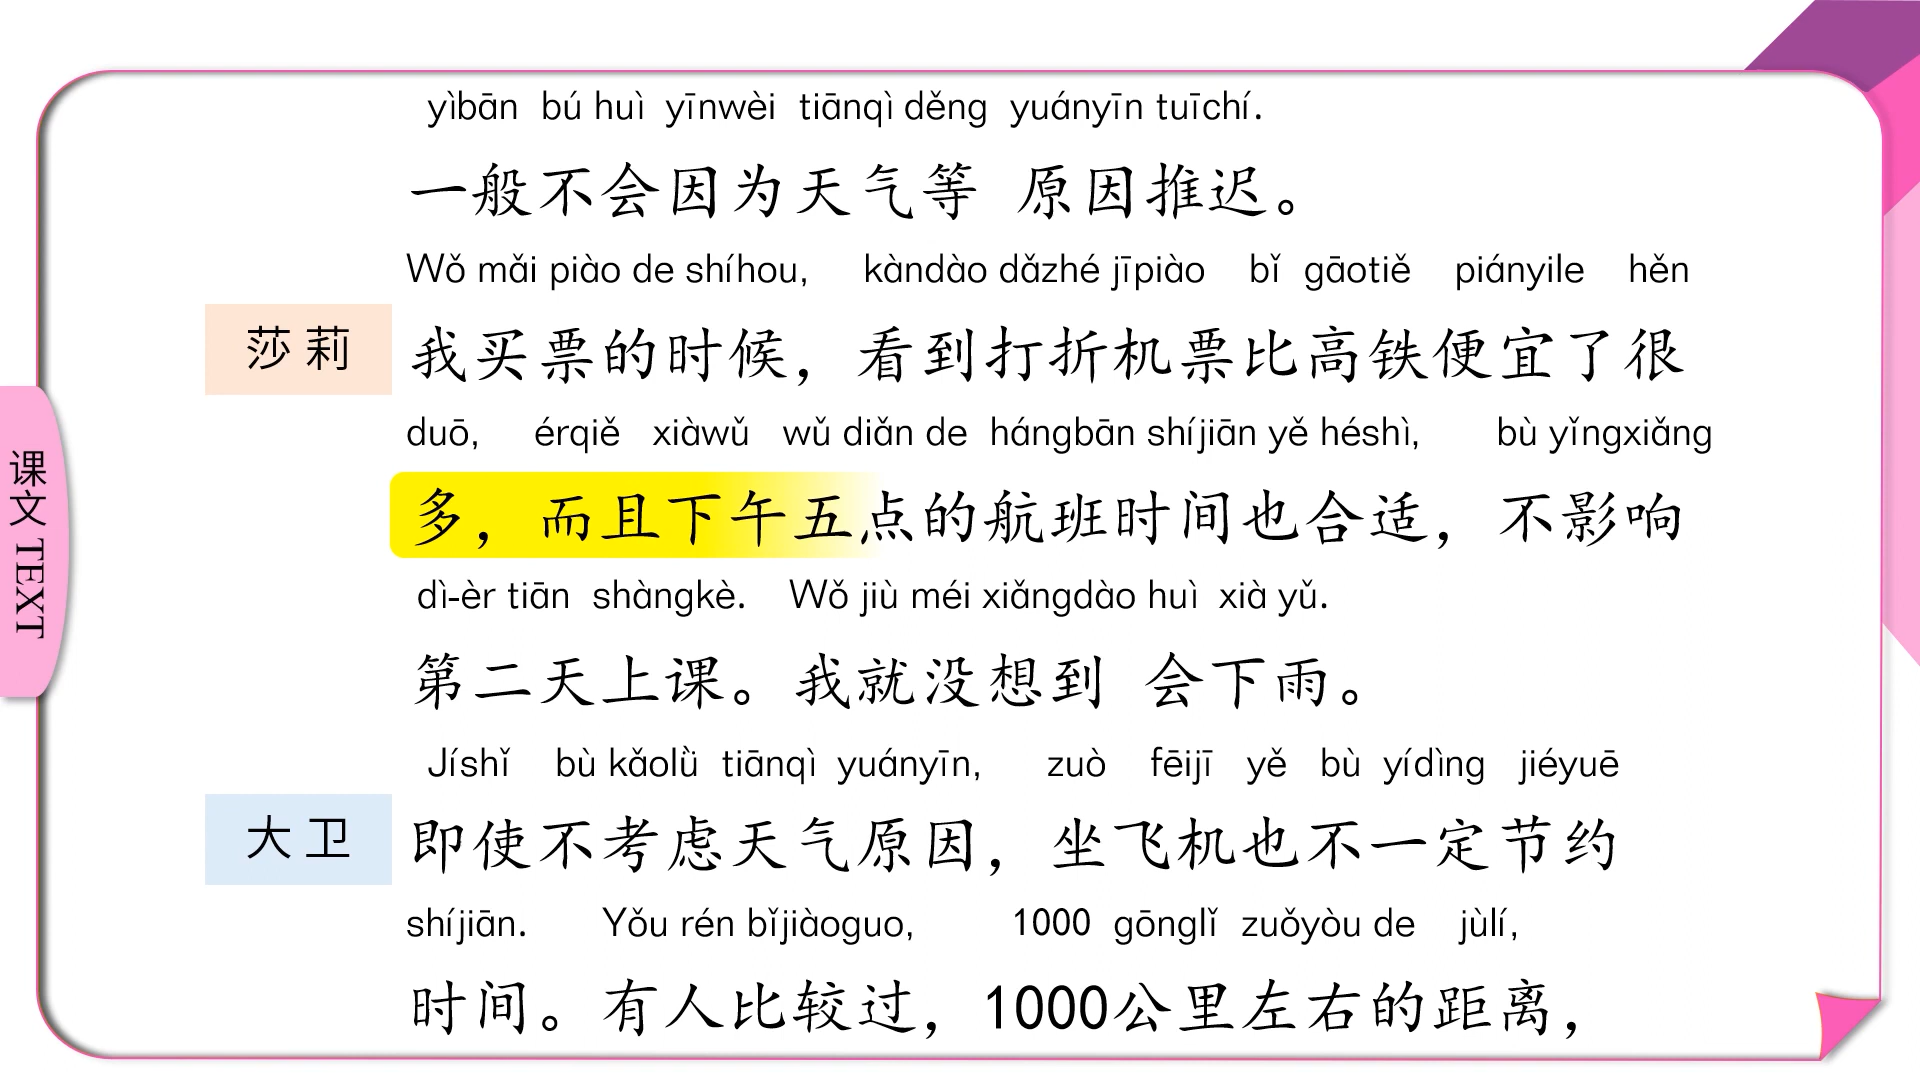 yìbān bú huì yīnwèi tiānqì děng yuányīn tuīchí.
一般不会因为天气等 原因推迟。
Wǒ mǎi piào de shíhou, kàndào dǎzhé jīpiào bǐ gāotiě piányile hěn
莎莉 我买票的时候，看到打折机票比高铁便宜了很
duō, érqiě xiàwǔ wǔ diǎn de hángbān shíjiān yě héshì, bù yǐngxiǎng
多，而且下午五点的航班时间也合适，不影响
dì-èr tiān shàngkè. Wǒ jiù méi xiǎngdào huì xià yǔ.
第二天上课。我就没想到 会下雨。
Jíshǐ bù kǎolǜ tiānqì yuányīn, zuò fēijī yě bù yídìng jiéyuē
大卫 即使不考虑天气原因，坐飞机也不一定节约
shíjiān. Yǒu rén bǐjiàoguo, 1000 gōnglǐ zuǒyòu de jùlí,
时间。有人比较过，1000公里左右的距离，
课文 TEXT